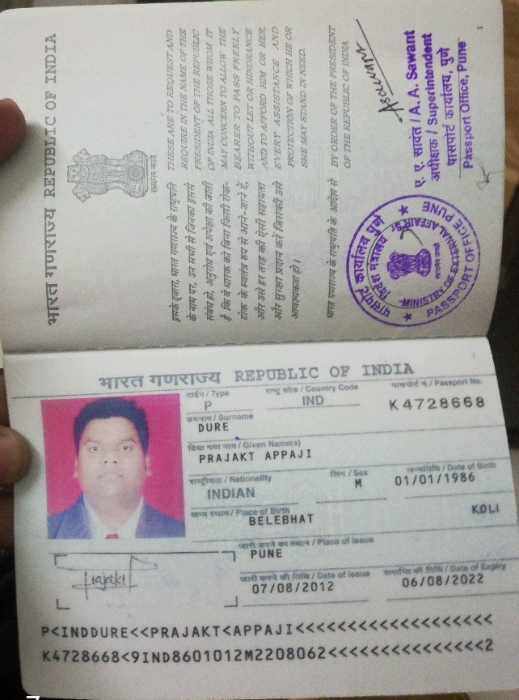 भारत गणराज्य REPUBLIC OF INDIA
सत्यमेव जयते
इसके द्वारा, भारत गणराज्य के राष्ट्रपति
के नाम पर, उन सभी से जिनका इससे
संबंध हो, अनुरोध एवं अपेक्षा की जाती
है कि वे धारक को बिना किसी रोक-
टोक के स्वतंत्र रूप से आने-जाने दें,
और उसे हर तरह की ऐसी सहायता
और सुरक्षा प्रदान करें जिसकी उसे
आवश्यकता हो।
THESE ARE TO REQUEST AND
REQUIRE IN THE NAME OF THE
PRESIDENT OF THE REPUBLIC
OF INDIA ALL THOSE WHOM IT
MAY CONCERN TO ALLOW THE
BEARER TO PASS FREELY
WITHOUT LET OR HINDRANCE
AND TO AFFORD HIM OR HER,
EVERY ASSISTANCE AND
PROTECTION OF WHICH HE OR
SHE MAY STAND IN NEED.
भारत गणराज्य के राष्ट्रपति के आदेश से
BY ORDER OF THE PRESIDENT
OF THE REPUBLIC OF INDIA
ए. ए. सावंत / A. A. Sawant
अधीक्षक / Superintendent
पासपोर्ट कार्यालय, पुणे
Passport Office, Pune
पासपोर्ट कार्यालय पुणे
विदेश मंत्रालय
MINISTRY OF EXTERNAL AFFAIRS
PASSPORT OFFICE PUNE
1
भारत गणराज्य REPUBLIC OF INDIA
टाईप / Type राष्ट्र कोड / Country Code पासपोर्ट नं. / Passport No.
P IND K4728668
उपनाम / Surname
DURE
दिया गया नाम / Given Name(s)
PRAJAKT APPAJI
राष्ट्रीयता / Nationality लिंग / Sex जन्मतिथि / Date of Birth
INDIAN M 01/01/1986
जन्म स्थान / Place of Birth
BELEBHAT KOLI
जारी करने का स्थान / Place of Issue
PUNE
जारी करने की तिथि / Date of Issue समाप्ति की तिथि / Date of Expiry
07/08/2012 06/08/2022
Prajakt
P<INDDURE<<PRAJAKT<APPAJI<<<<<<<<<<<<<<<<<<<
K4728668<9IND8601012M2208062<<<<<<<<<<<<<<2